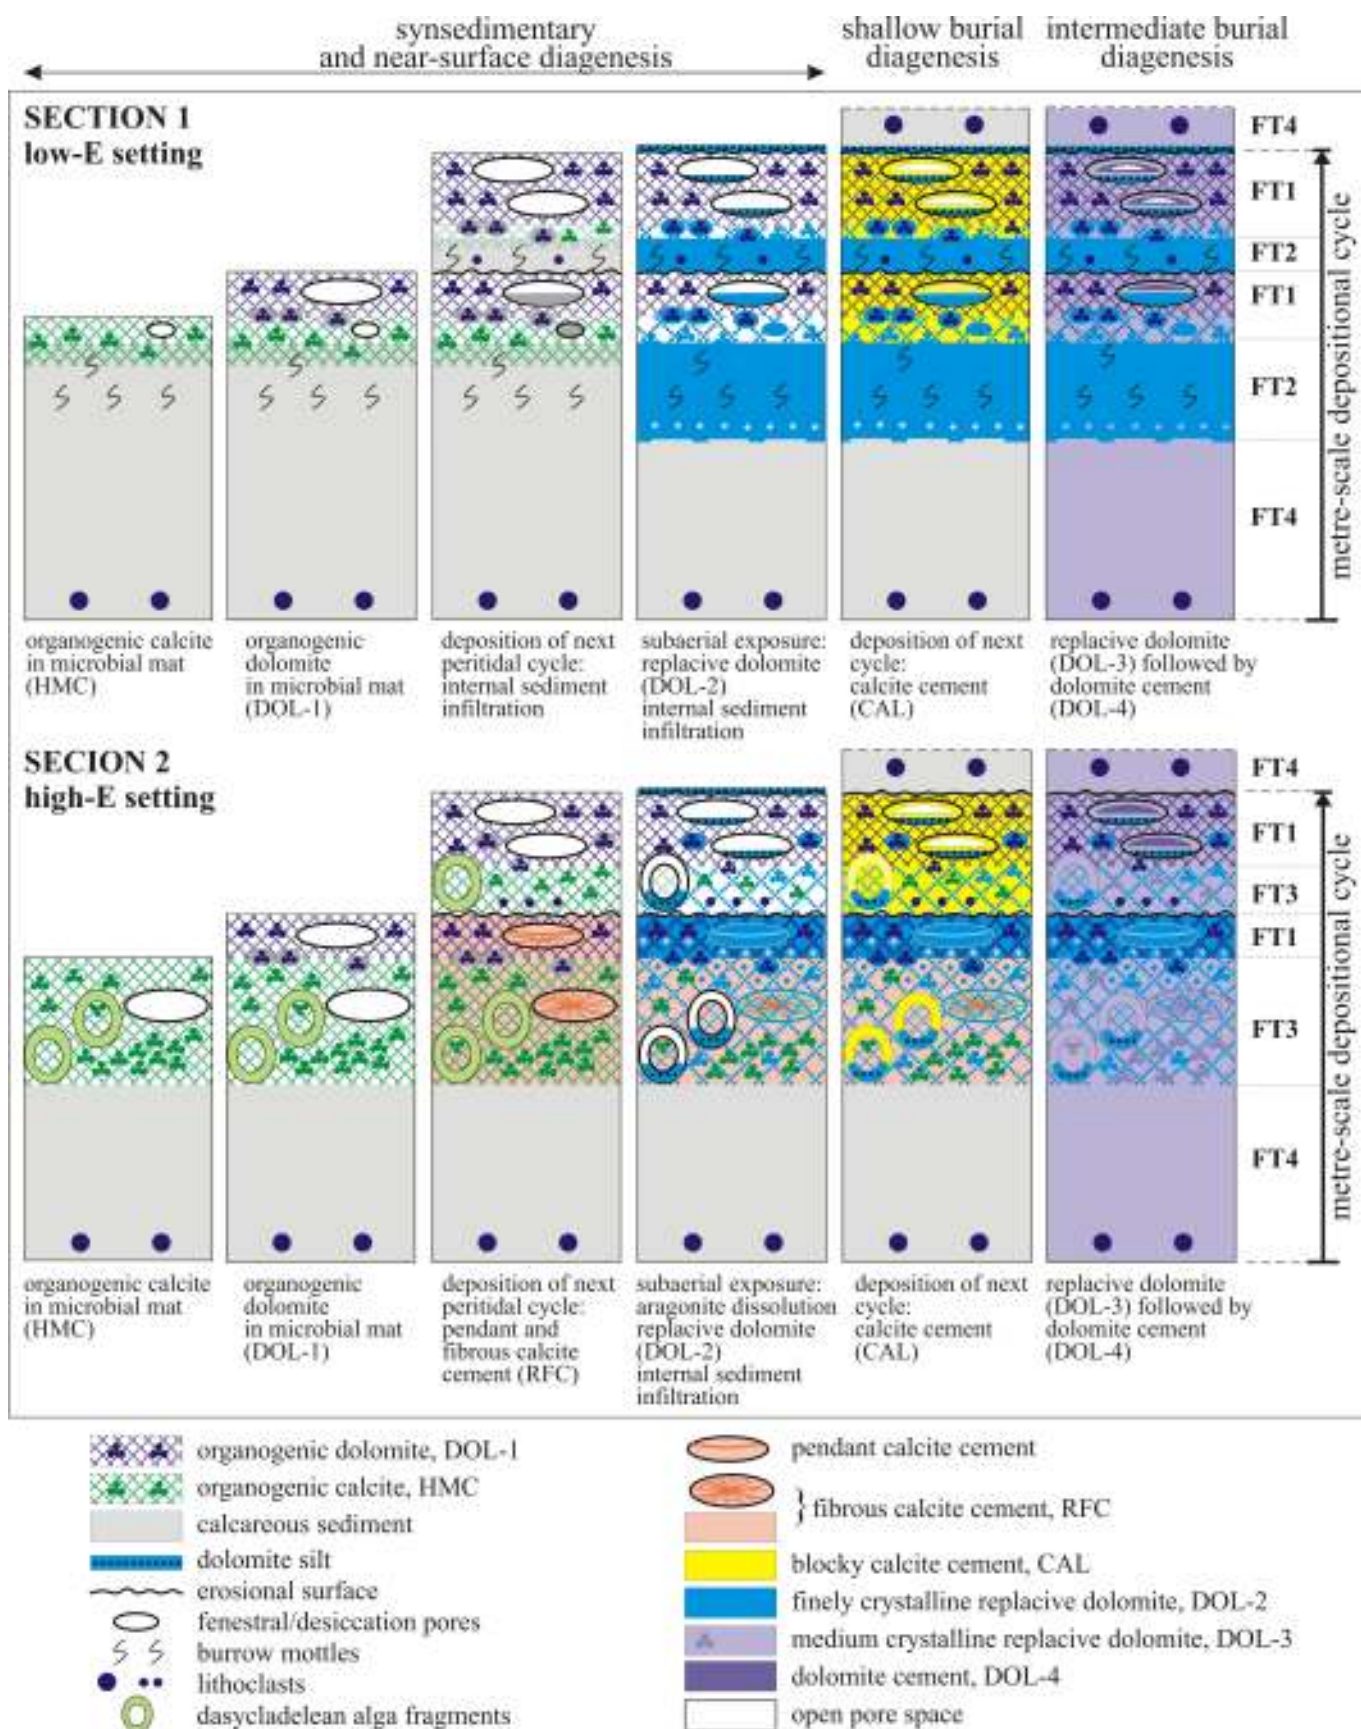 synsedimentary
and near-surface diagenesis
shallow burial
diagenesis
intermediate burial
diagenesis
SECTION 1
low-E setting
FT4
FT1
FT2
FT1
FT2
FT4
metre-scale depositional cycle
organogenic calcite
in microbial mat
(HMC)
organogenic
dolomite
in microbial mat
(DOL-1)
deposition of next
peritidal cycle:
internal sediment
infiltration
subaerial exposure:
replacive dolomite
(DOL-2)
internal sediment
infiltration
deposition of next
cycle:
calcite cement
(CAL)
replacive dolomite
(DOL-3) followed by
dolomite cement
(DOL-4)
SECION 2
high-E setting
FT4
FT1
FT3
FT1
FT3
FT4
metre-scale depositional cycle
organogenic calcite
in microbial mat
(HMC)
organogenic
dolomite
in microbial mat
(DOL-1)
deposition of next
peritidal cycle:
pendant and
fibrous calcite
cement (RFC)
subaerial exposure:
aragonite dissolution
replacive dolomite
(DOL-2)
internal sediment
infiltration
deposition of next
cycle:
calcite cement
(CAL)
replacive dolomite
(DOL-3) followed by
dolomite cement
(DOL-4)
organogenic dolomite, DOL-1
organogenic calcite, HMC
calcareous sediment
dolomite silt
erosional surface
fenestral/desiccation pores
burrow mottles
lithoclasts
dasycladelean alga fragments
pendant calcite cement
}fibrous calcite cement, RFC
blocky calcite cement, CAL
finely crystalline replacive dolomite, DOL-2
medium crystalline replacive dolomite, DOL-3
dolomite cement, DOL-4
open pore space